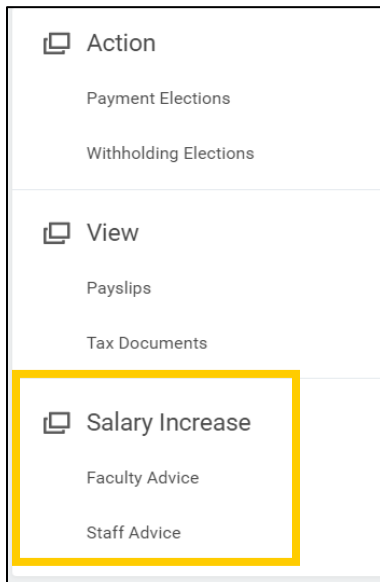 Action
Payment Elections
Withholding Elections
View
Payslips
Tax Documents
Salary Increase
Faculty Advice
Staff Advice